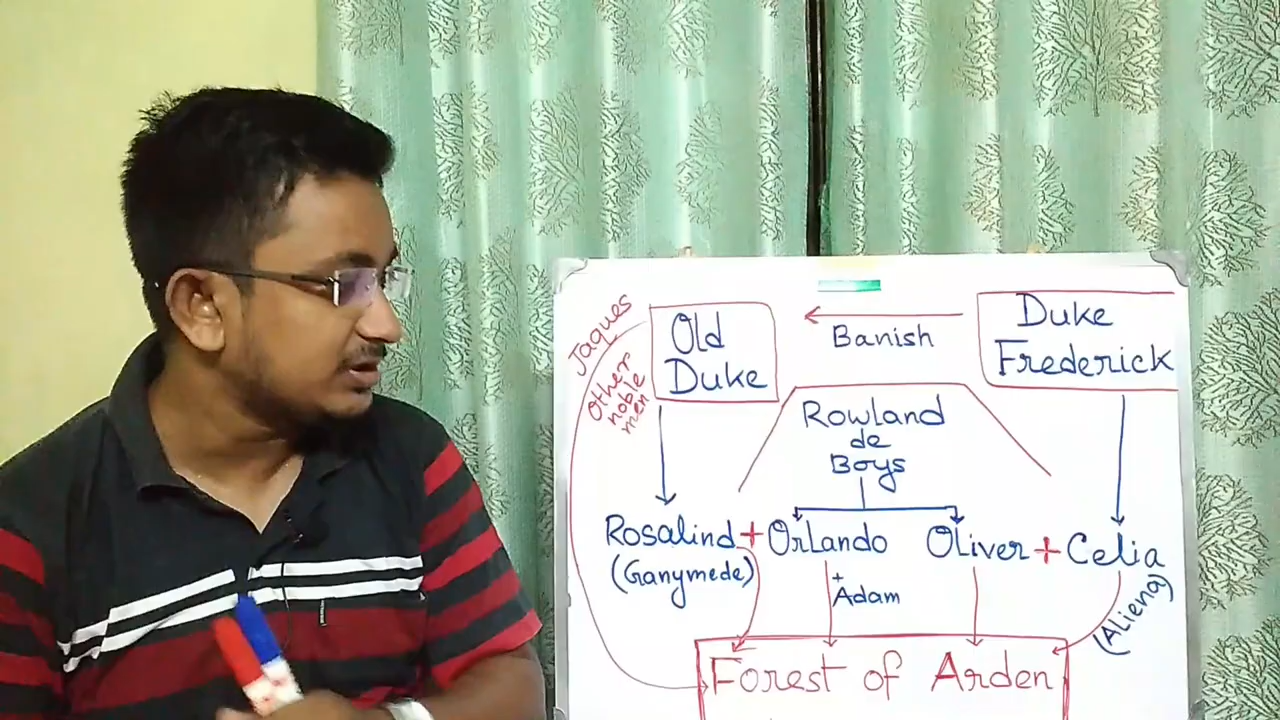 Jaques
Other
noble
men
Old
Duke
Banish
Duke
Frederick
Rowland
de
Boys
Rosalind + Orlando
Oliver + Celia
(Ganymede)
+
Adam
(Aliena)
Forest of Arden